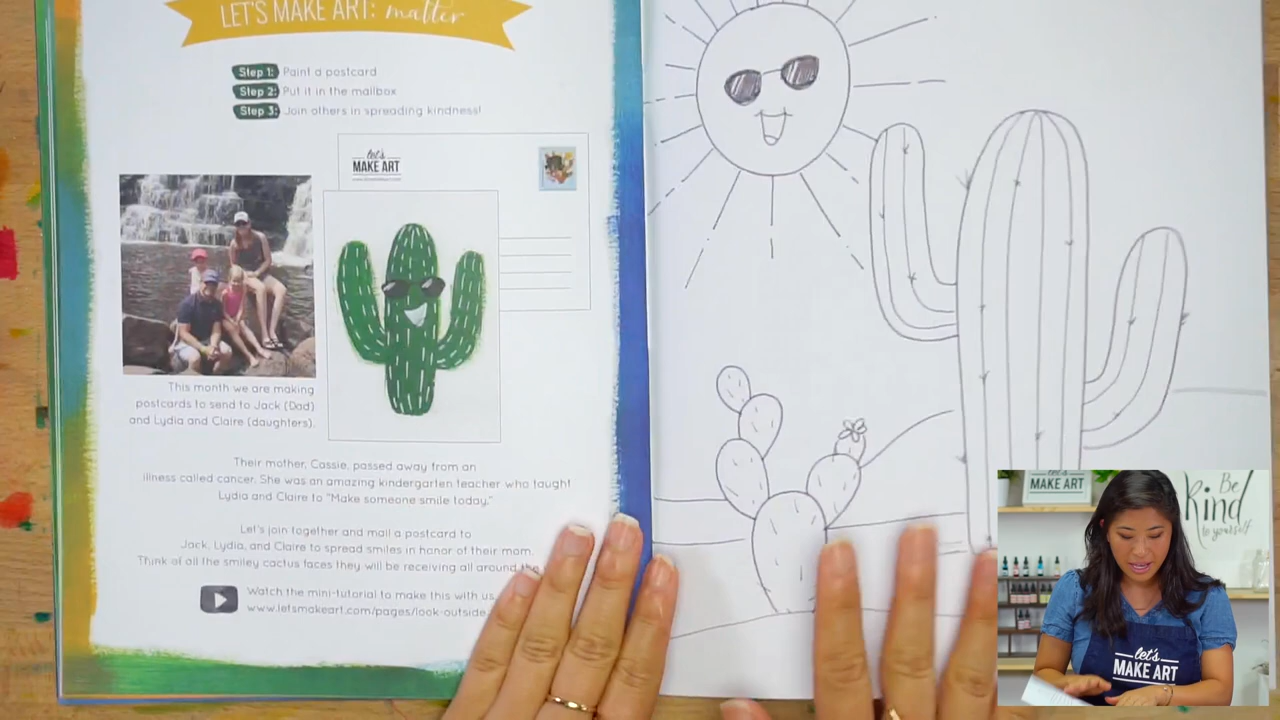 LET'S MAKE ART: matter
Step 1: Paint a postcard
Step 2: Put it in the mailbox
Step 3: Join others in spreading kindness!
let's
MAKE ART
This month we are making
postcards to send to Jack (Dad)
and Lydia and Claire (daughters).
Their mother, Cassie, passed away from an
illness called cancer. She was an amazing kindergarten teacher who taught
Lydia and Claire to "Make someone smile today."
Let's join together and mail a postcard to
Jack, Lydia, and Claire to spread smiles in honor of their mom.
Think of all the smiley cactus faces they will be receiving all around the
Watch the mini-tutorial to make this with us
www.letsmakeart.com/pages/look-outside
let's
MAKE ART
Be
kind
to yourself
let's
MAKE ART